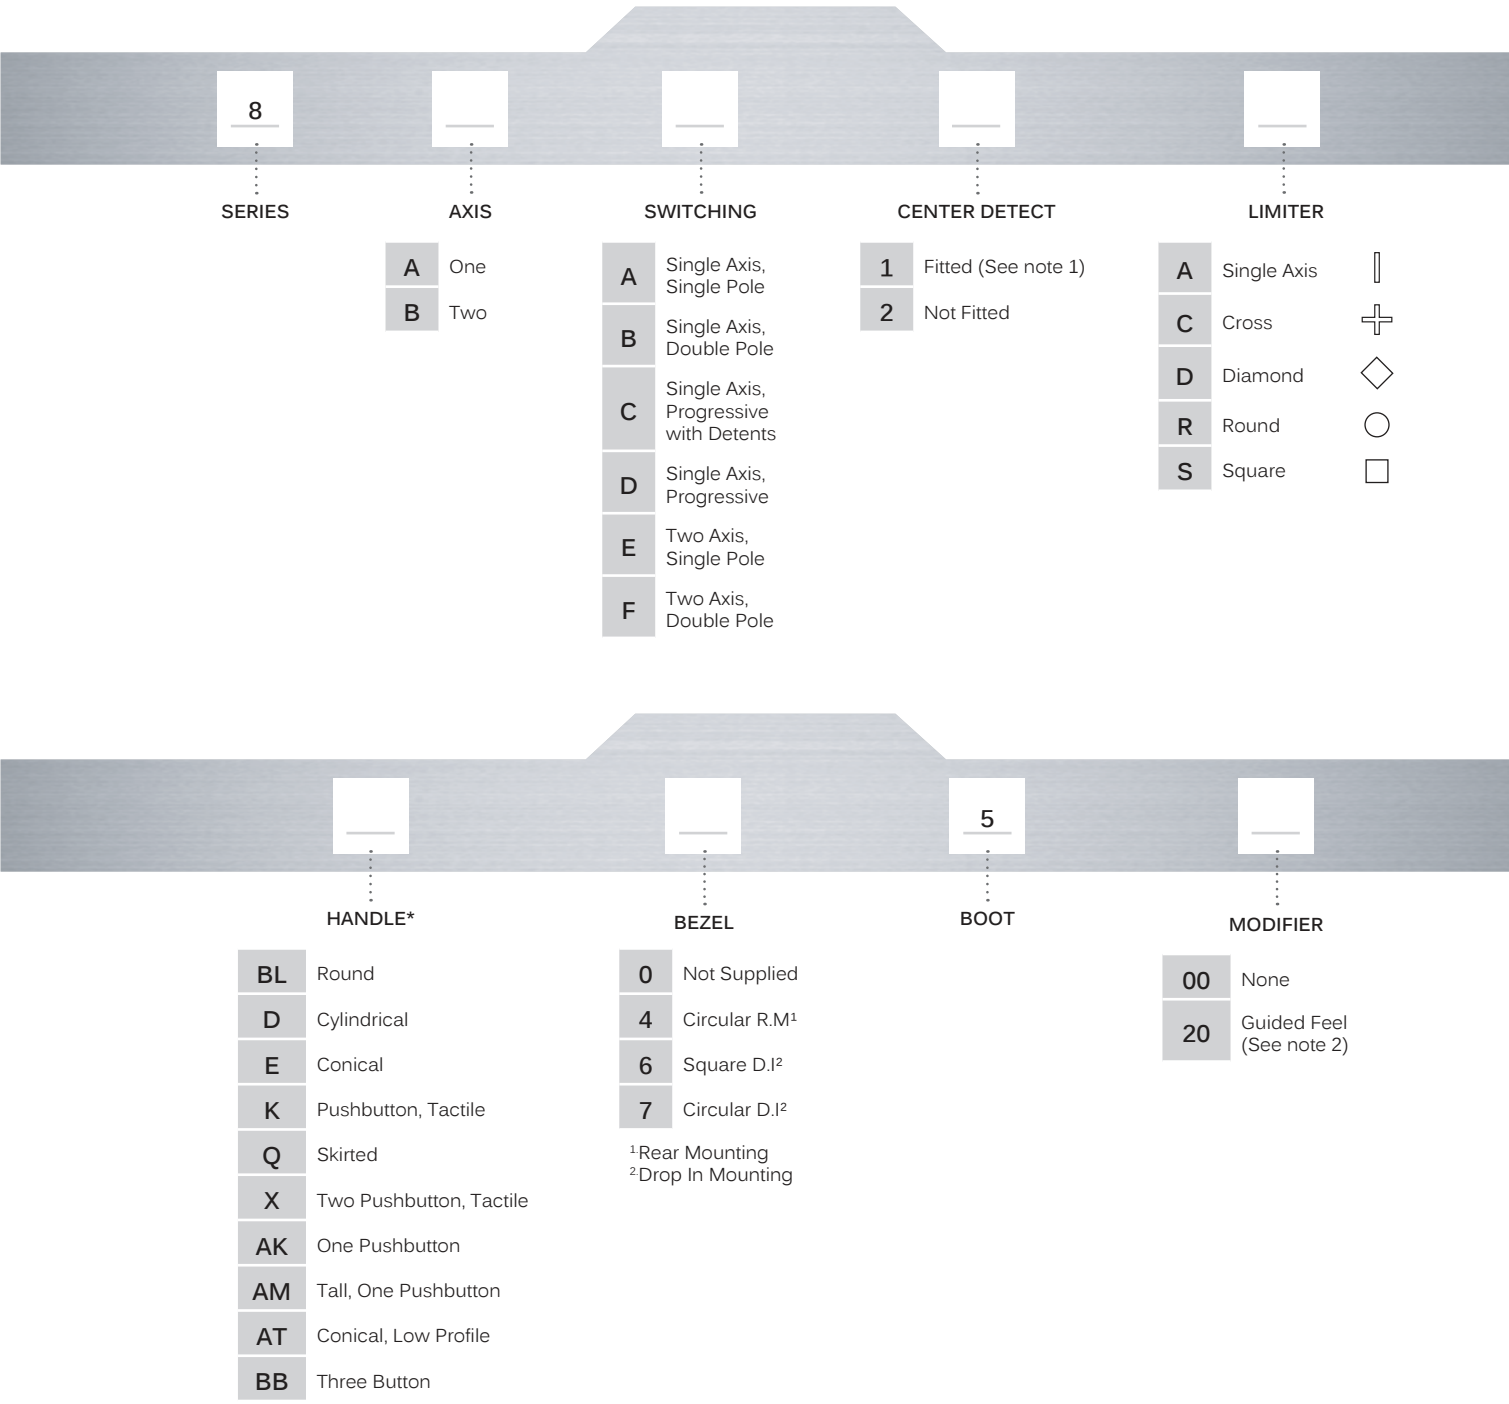 8
SERIES
AXIS
SWITCHING
CENTER DETECT
LIMITER
A One
B Two
A Single Axis,
Single Pole
B Single Axis,
Double Pole
C Single Axis,
Progressive
with Detents
D Single Axis,
Progressive
E Two Axis,
Single Pole
F Two Axis,
Double Pole
1 Fitted (See note 1)
2 Not Fitted
A Single Axis
C Cross
D Diamond
R Round
S Square
5
HANDLE*
BEZEL
BOOT
MODIFIER
BL Round
D Cylindrical
E Conical
K Pushbutton, Tactile
Q Skirted
X Two Pushbutton, Tactile
AK One Pushbutton
AM Tall, One Pushbutton
AT Conical, Low Profile
BB Three Button
0 Not Supplied
4 Circular R.M¹
6 Square D.I²
7 Circular D.I²
¹·Rear Mounting
²·Drop In Mounting
00 None
20 Guided Feel
(See note 2)